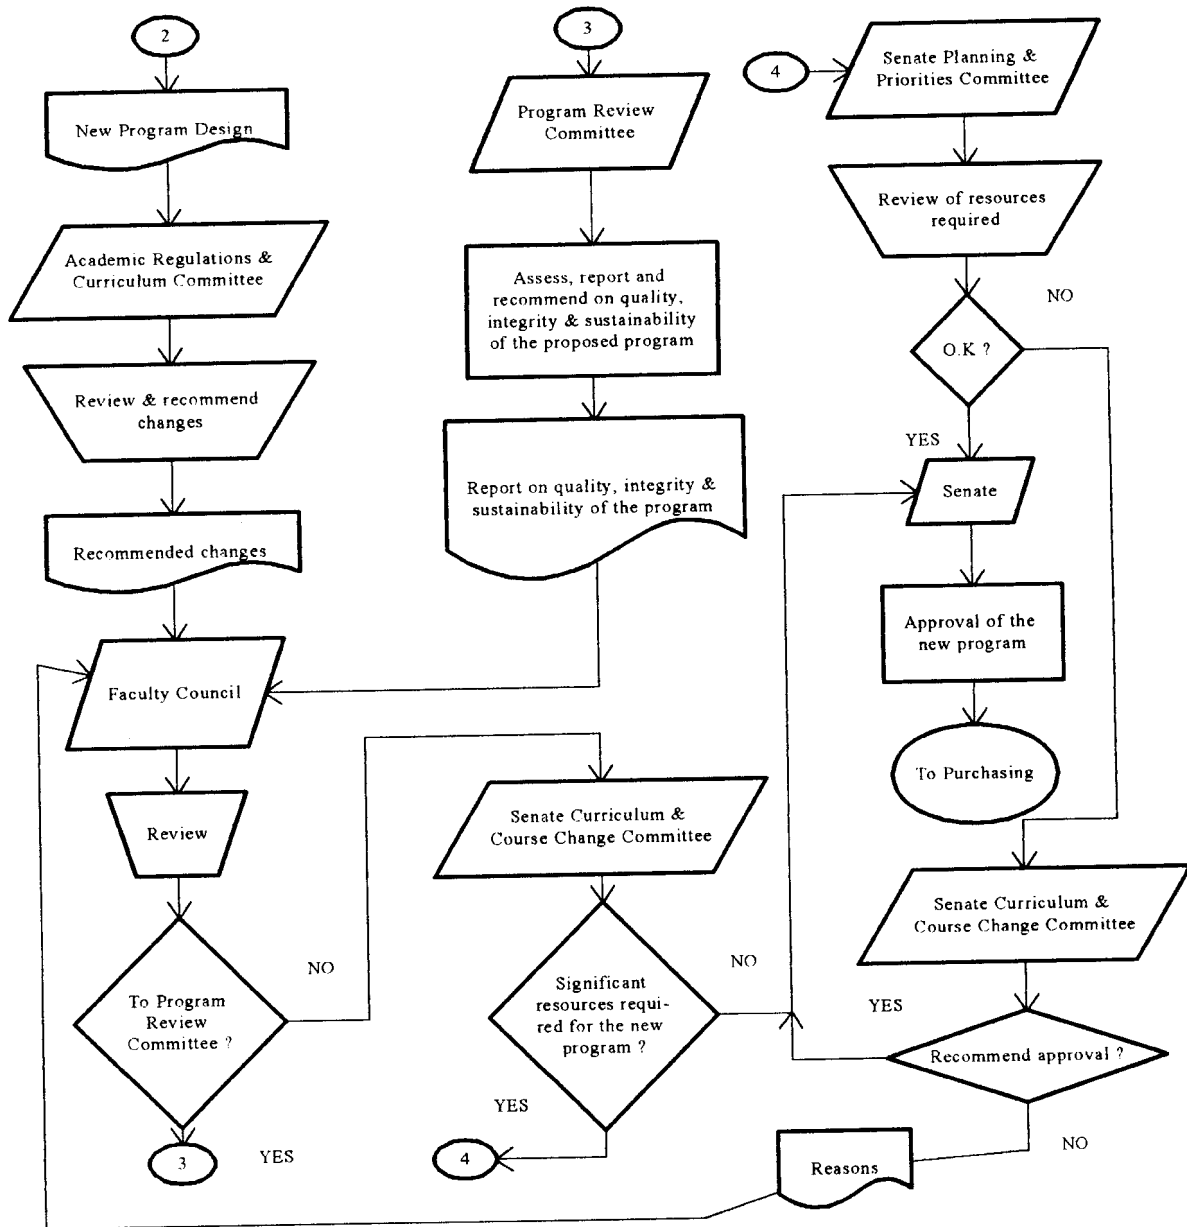 2
New Program Design
Academic Regulations &
Curriculum Committee
Review & recommend
changes
Recommended changes
Faculty Council
Review
To Program
Review
Committee ?
NO
YES
3
3
Program Review
Committee
Assess, report and
recommend on quality,
integrity & sustainability
of the proposed program
Report on quality, integrity &
sustainability of the program
Senate Curriculum &
Course Change Committee
Significant
resources requi-
red for the new
program ?
NO
YES
4
4
Senate Planning &
Priorities Committee
Review of resources
required
NO
O.K ?
YES
Senate
Approval of the
new program
To Purchasing
Senate Curriculum &
Course Change Committee
YES
Recommend approval ?
NO
Reasons